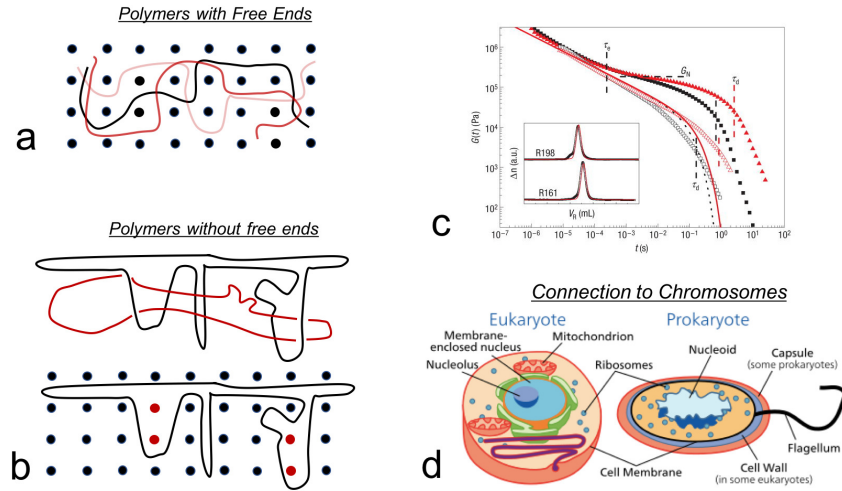 Polymers with Free Ends
a
Polymers without free ends
b
G(t) (Pa)
10⁶
10⁵
10⁴
10³
10²
τe
GN
τd
τd
Δn (a.u.)
R198
R161
VR (mL)
10⁻⁷ 10⁻⁶ 10⁻⁵ 10⁻⁴ 10⁻³ 10⁻² 10⁻¹ 10⁰ 10¹ 10²
t (s)
c
Connection to Chromosomes
Eukaryote
Prokaryote
Membrane-
enclosed nucleus
Nucleolus
Mitochondrion
Ribosomes
Nucleoid
Capsule
(some prokaryotes)
Flagellum
Cell Wall
(in some eukaryotes)
Cell Membrane
d